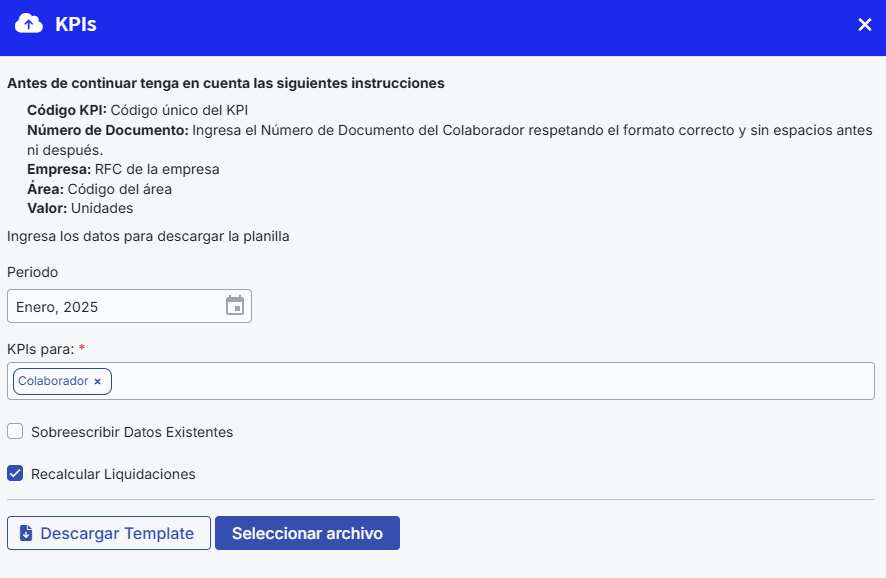 KPIs
Antes de continuar tenga en cuenta las siguientes instrucciones
Código KPI: Código único del KPI
Número de Documento: Ingresa el Número de Documento del Colaborador respetando el formato correcto y sin espacios antes
ni después.
Empresa: RFC de la empresa
Área: Código del área
Valor: Unidades
Ingresa los datos para descargar la planilla
Periodo
Enero, 2025
KPIs para: *
Colaborador ×
Sobreescribir Datos Existentes
Recalcular Liquidaciones
Descargar Template
Seleccionar archivo